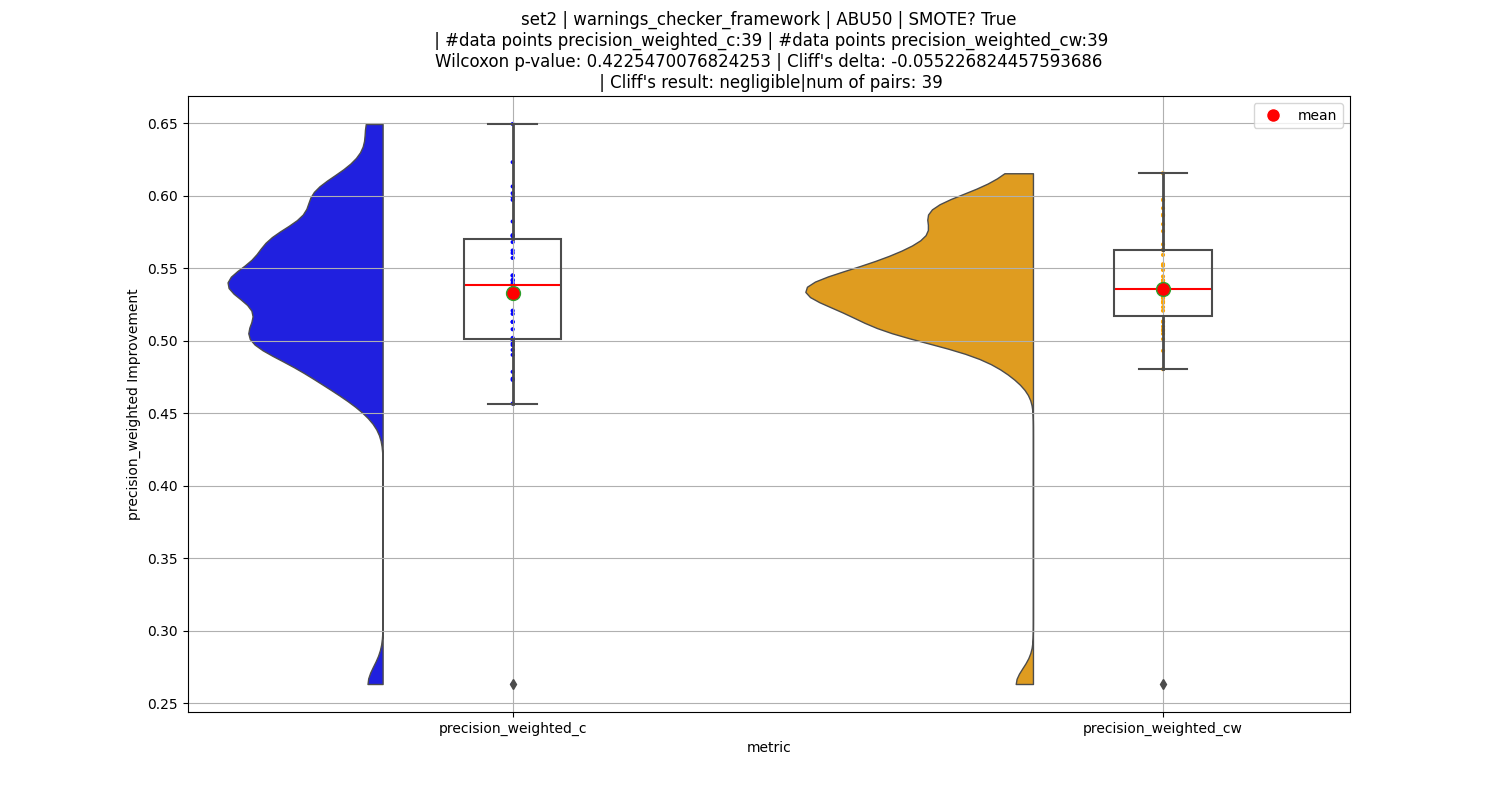 set2 | warnings_checker_framework | ABU50 | SMOTE? True
| #data points precision_weighted_c:39 | #data points precision_weighted_cw:39
Wilcoxon p-value: 0.4225470076824253 | Cliff's delta: -0.055226824457593686
| Cliff's result: negligible|num of pairs: 39
mean
0.65
0.60
0.55
0.50
0.45
0.40
0.35
0.30
0.25
precision_weighted Improvement
precision_weighted_c
precision_weighted_cw
metric